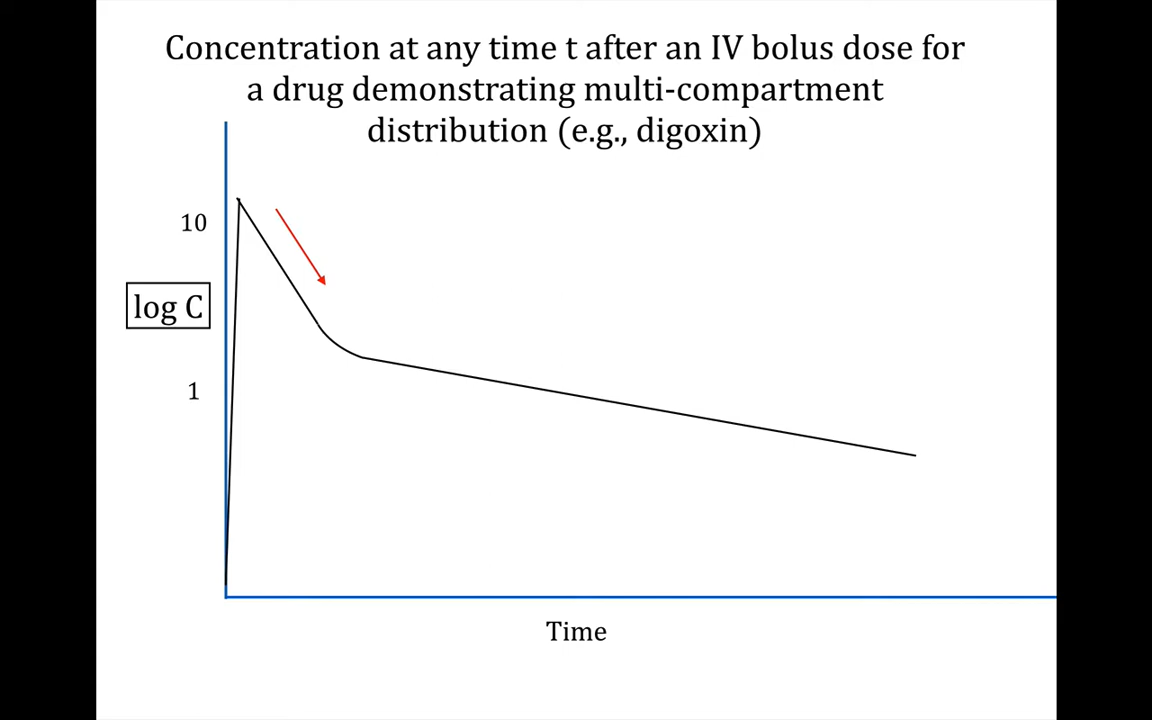 Concentration at any time t after an IV bolus dose for
a drug demonstrating multi-compartment
distribution (e.g., digoxin)
10
log C
1
Time